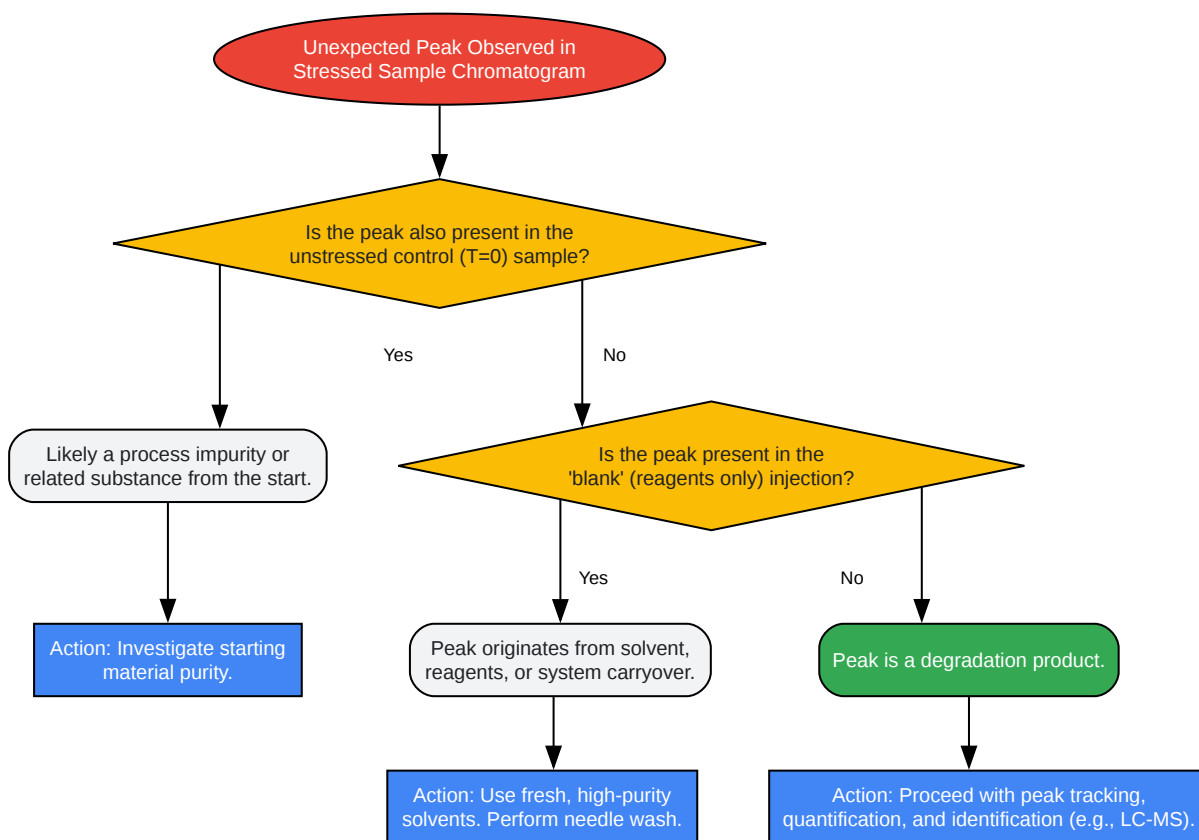 Unexpected Peak Observed in
Stressed Sample Chromatogram
Is the peak also present in the
unstressed control (T=0) sample?
Yes
No
Likely a process impurity or
related substance from the start.
Is the peak present in the
'blank' (reagents only) injection?
Yes
No
Action: Investigate starting
material purity.
Peak originates from solvent,
reagents, or system carryover.
Peak is a degradation product.
Action: Use fresh, high-purity
solvents. Perform needle wash.
Action: Proceed with peak tracking,
quantification, and identification (e.g., LC-MS).